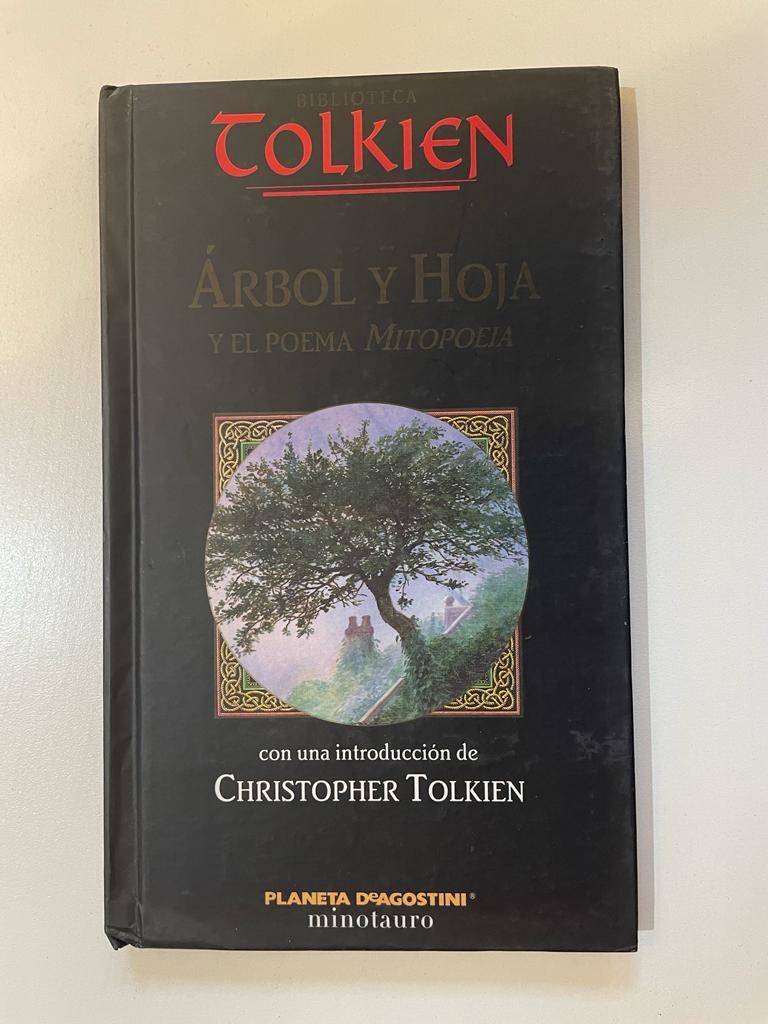 BIBLIOTECA
TOLKIEN
ÁRBOL Y HOJA
Y EL POEMA MITOPOEIA
con una introducción de
CHRISTOPHER TOLKIEN
PLANETA DeAGOSTINI®
minotauro